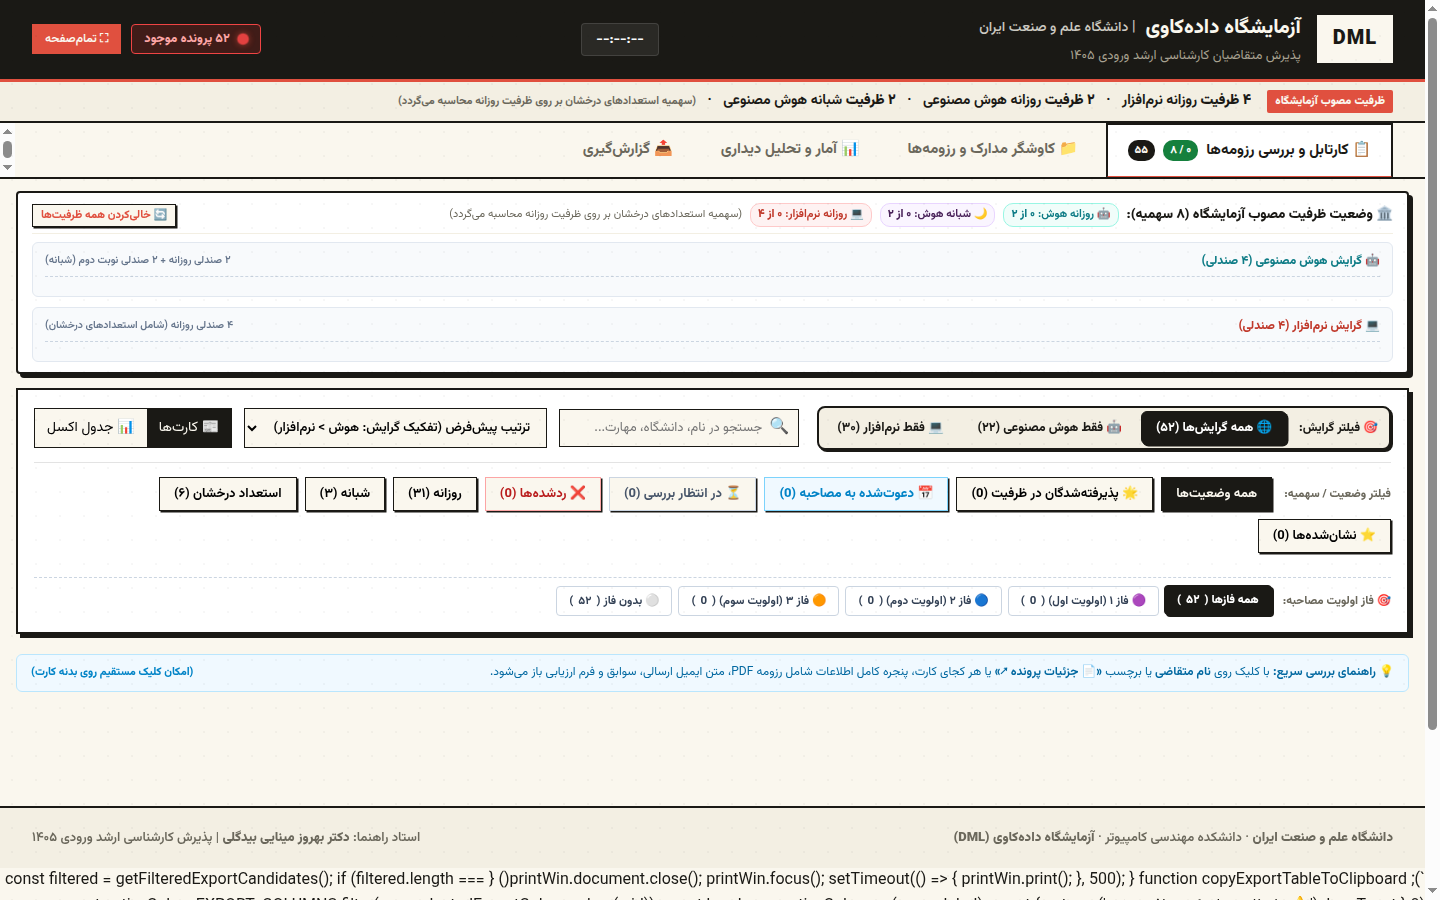 DML
آزمایشگاه داده‌کاوی | دانشگاه علم و صنعت ایران
پذیرش متقاضیان کارشناسی ارشد ورودی ۱۴۰۵
--:--:--
۵۲ پرونده موجود
⛶ تمام‌صفحه
ظرفیت مصوب آزمایشگاه
۴ ظرفیت روزانه نرم‌افزار · ۲ ظرفیت روزانه هوش مصنوعی · ۲ ظرفیت شبانه هوش مصنوعی · (سهمیه استعدادهای درخشان بر روی ظرفیت روزانه محاسبه می‌گردد)
📋 کارتابل و بررسی رزومه‌ها ۸ / ۰ ۵۵
📁 کاوشگر مدارک و رزومه‌ها
📊 آمار و تحلیل دیداری
📤 گزارش‌گیری
🏛️ وضعیت ظرفیت مصوب آزمایشگاه (۸ سهمیه): 🤖 روزانه هوش: ۰ از ۲ 🌙 شبانه هوش: ۰ از ۲ 💻 روزانه نرم‌افزار: ۰ از ۴ (سهمیه استعدادهای درخشان بر روی ظرفیت روزانه محاسبه می‌گردد)
🔄 خالی‌کردن همه ظرفیت‌ها
🤖 گرایش هوش مصنوعی (۴ صندلی)
۲ صندلی روزانه + ۲ صندلی نوبت دوم (شبانه)
💻 گرایش نرم‌افزار (۴ صندلی)
۴ صندلی روزانه (شامل استعدادهای درخشان)
🎯 فیلتر گرایش: 🌐 همه گرایش‌ها (۵۲) 🤖 فقط هوش مصنوعی (۲۲) 💻 فقط نرم‌افزار (۳۰)
🔍 جستجو در نام، دانشگاه، مهارت...
ترتیب پیش‌فرض (تفکیک گرایش: هوش > نرم‌افزار)
📰 کارت‌ها 📊 جدول اکسل
فیلتر وضعیت / سهمیه: همه وضعیت‌ها 🌟 پذیرفته‌شدگان در ظرفیت (0) 📅 دعوت‌شده به مصاحبه (0) ⏳ در انتظار بررسی (0) ❌ ردشده‌ها (0) روزانه (۳۱) شبانه (۳) استعداد درخشان (۶)
⭐ نشان‌شده‌ها (0)
🎯 فاز اولویت مصاحبه: همه فازها ( ۵۲ ) 🟣 فاز ۱ (اولویت اول) ( 0 ) 🔵 فاز ۲ (اولویت دوم) ( 0 ) 🟠 فاز ۳ (اولویت سوم) ( 0 ) ⚪ بدون فاز ( ۵۲ )
💡 راهنمای بررسی سریع: با کلیک روی نام متقاضی یا برچسب «📄 جزئیات پرونده ↗» یا هر کجای کارت، پنجره کامل اطلاعات شامل رزومه PDF، متن ایمیل ارسالی، سوابق و فرم ارزیابی باز می‌شود.
(امکان کلیک مستقیم روی بدنه کارت)
دانشگاه علم و صنعت ایران · دانشکده مهندسی کامپیوتر · آزمایشگاه داده‌کاوی (DML)
استاد راهنما: دکتر بهروز مینایی بیدگلی | پذیرش کارشناسی ارشد ورودی ۱۴۰۵
const filtered = getFilteredExportCandidates(); if (filtered.length === } ()printWin.document.close(); printWin.focus(); setTimeout(() => { printWin.print(); }, 500); } function copyExportTableToClipboard ;(`